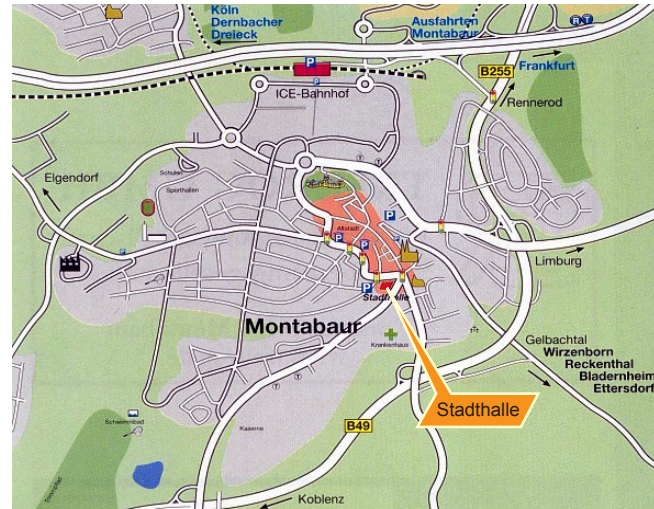 Köln
Dernbacher
Dreieck
Ausfahrten
Montabaur
R
T
P
B255
Frankfurt
Rennerod
ICE-Bahnhof
P
Schulen
Sporthallen
Elgendorf
P
Altstadt
P
P
Limburg
P
Stadthalle
Montabaur
Krankenhaus
Gelbachtal
Wirzenborn
Reckenthal
Bladernheim
Ettersdorf
Stadthalle
Schwimmbad
Kaserne
B49
Koblenz